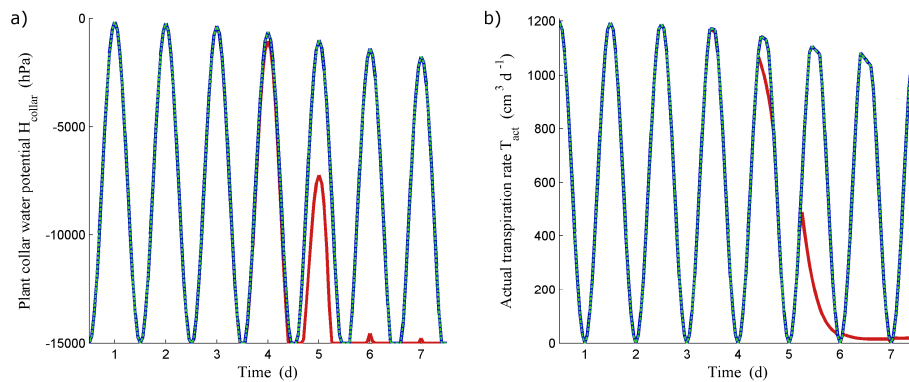 a)
Plant collar water potential H_collar (hPa)
0
-5000
-10000
-15000
1 2 3 4 5 6 7
Time (d)
b)
Actual transpiration rate T_act (cm³ d⁻¹)
1200
1000
800
600
400
200
0
1 2 3 4 5 6 7
Time (d)